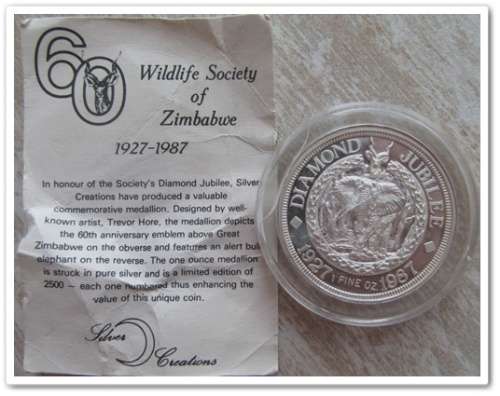 60
Wildlife Society
of
Zimbabwe
1927-1987
In honour of the Society's Diamond Jubilee, Silver
Creations have produced a valuable
commemorative medallion. Designed by well-
known artist, Trevor Hore, the medallion depicts
the 60th anniversary emblem above Great
Zimbabwe on the obverse and features an alert bull
elephant on the reverse. The one ounce medallion
is struck in pure silver and is a limited edition of
2500 – each one numbered thus enhancing the
value of this unique coin.
Silver
Creations
DIAMOND JUBILEE
1927 1 FINE OZ 1987